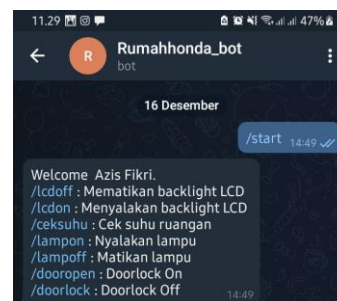 11.29 47%
R Rumahhonda_bot
bot
16 Desember
/start 14:49
Welcome Azis Fikri.
/lcdoff : Mematikan backlight LCD
/lcdon : Menyalakan backlight LCD
/ceksuhu : Cek suhu ruangan
/lampon : Nyalakan lampu
/lampoff : Matikan lampu
/dooropen : Doorlock On
/doorlock : Doorlock Off 14:49